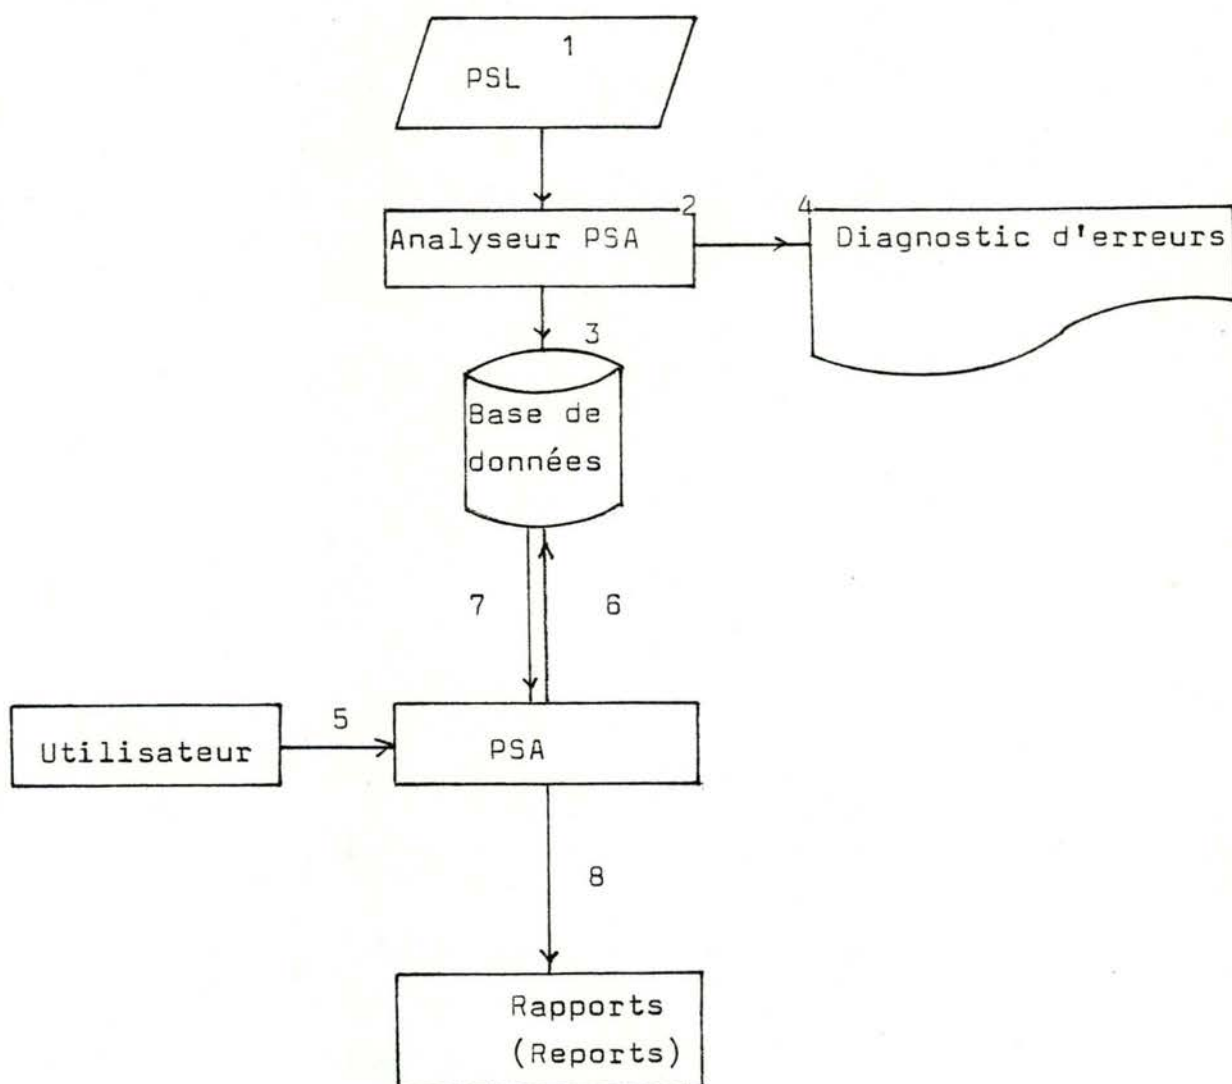 1
PSL
2
Analyseur PSA
4
Diagnostic d'erreurs
3
Base de
données
7
6
5
Utilisateur
PSA
8
Rapports
(Reports)